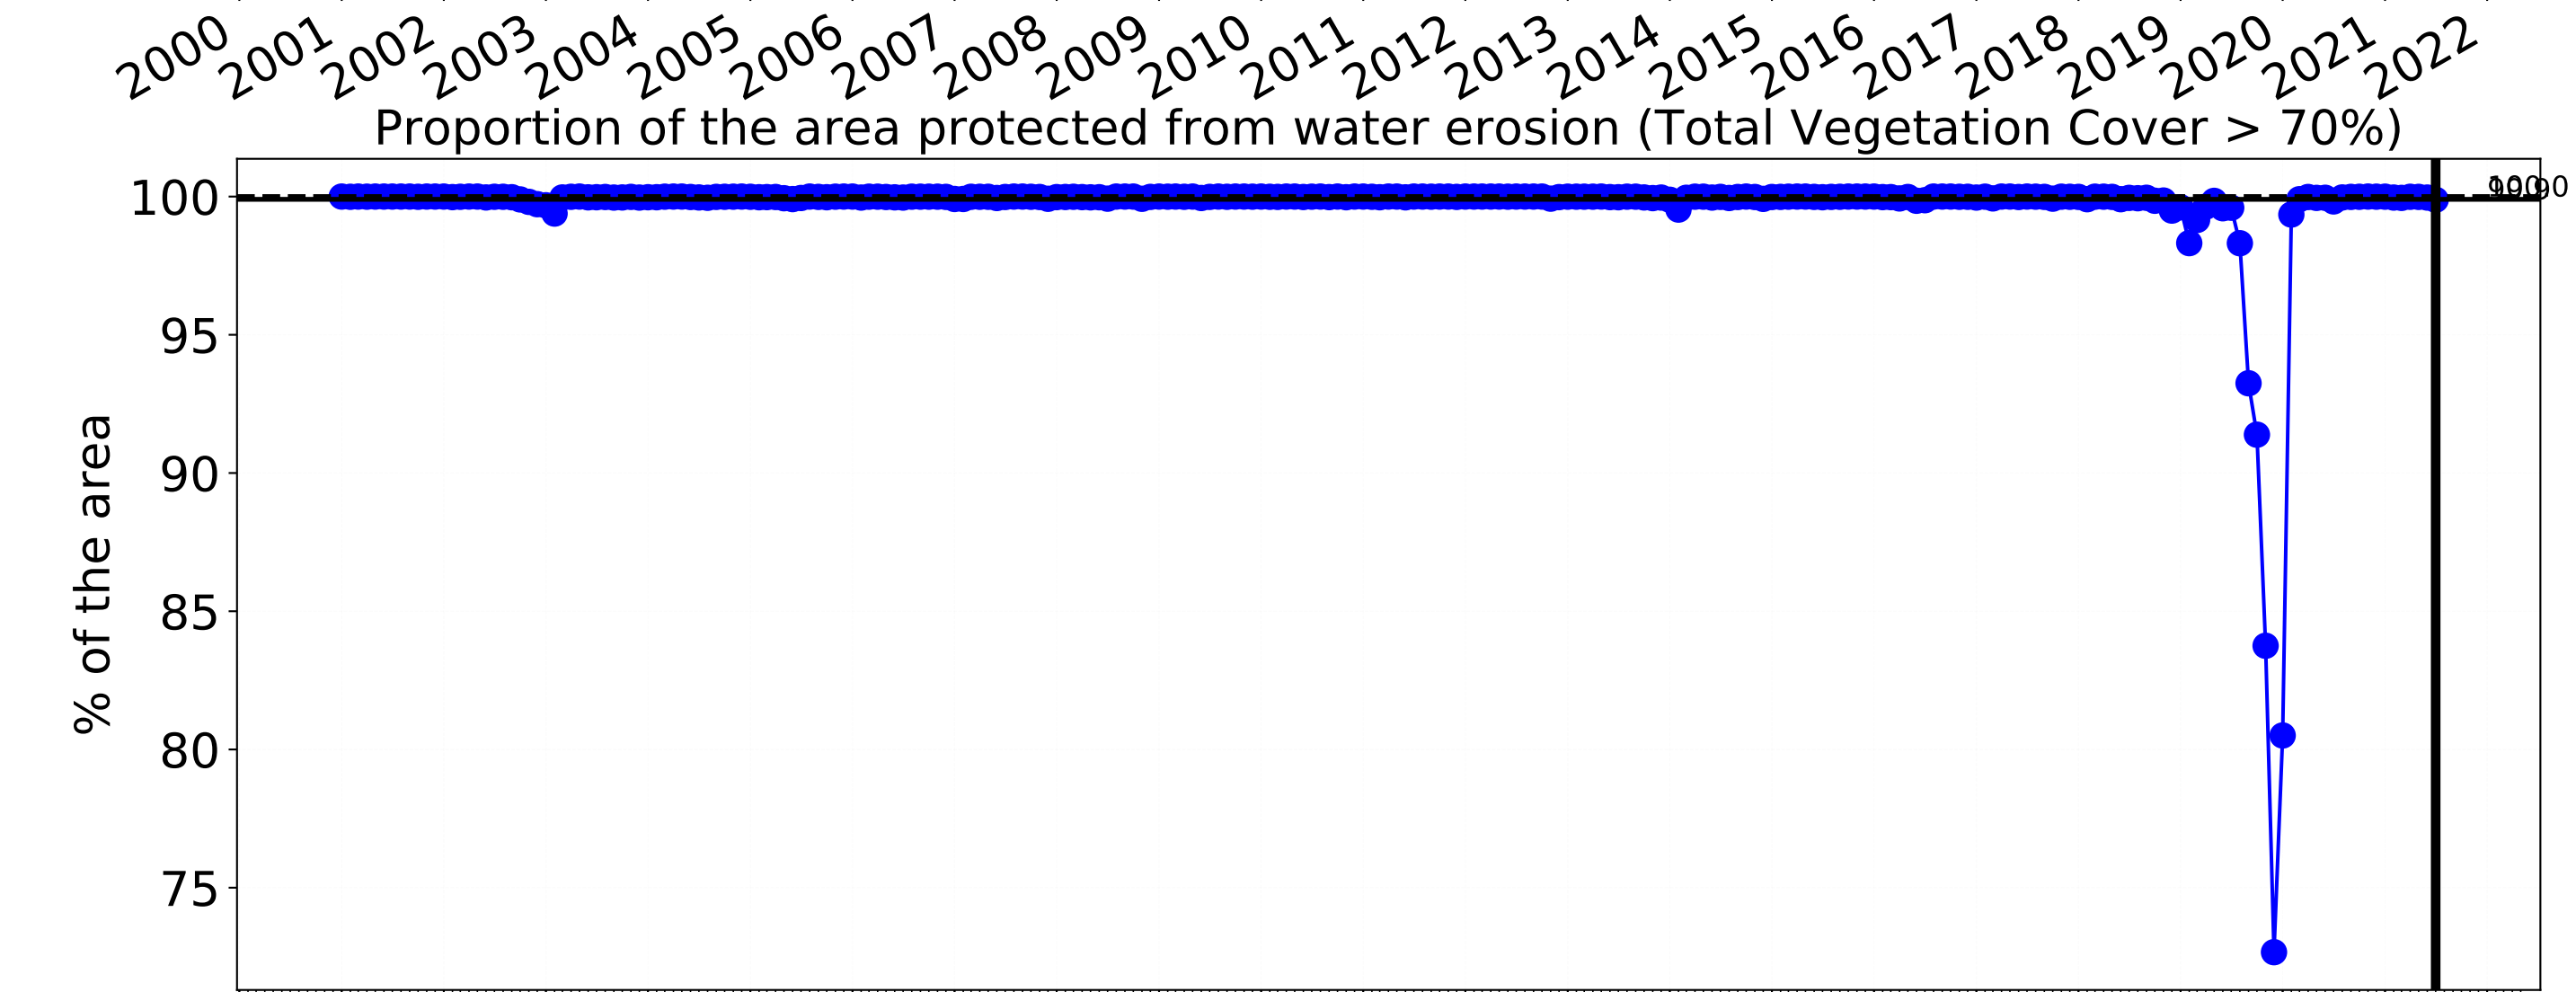 2000 2001 2002 2003 2004 2005 2006 2007 2008 2009 2010 2011 2012 2013 2014 2015 2016 2017 2018 2019 2020 2021 2022
Proportion of the area protected from water erosion (Total Vegetation Cover > 70%)
100
95
90
85
80
75
% of the area